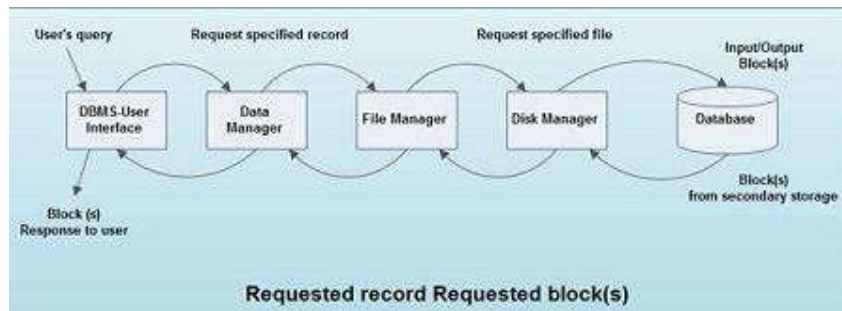 User's query
Request specified record
Request specified file
Input/Output
Block(s)
DBMS-User
Interface
Data
Manager
File Manager
Disk Manager
Database
Block (s)
Response to user
Block(s)
from secondary storage
Requested record Requested block(s)